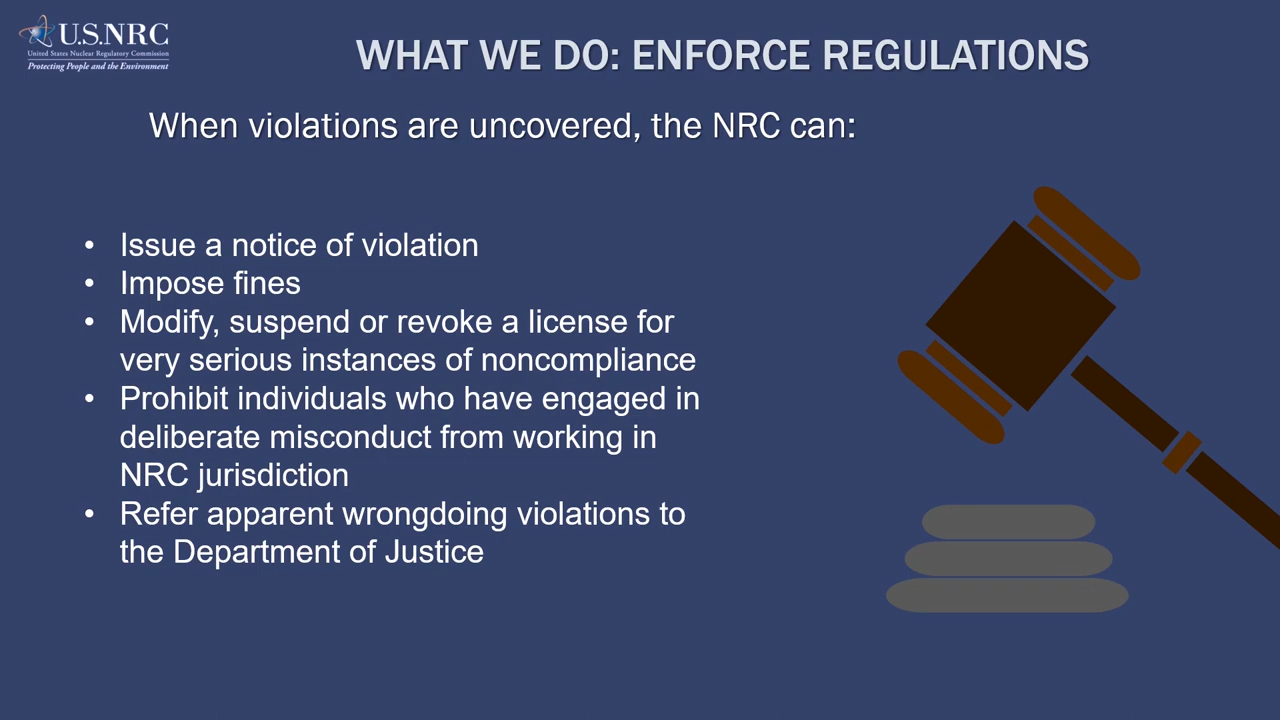 U.S.NRC
United States Nuclear Regulatory Commission
Protecting People and the Environment
WHAT WE DO: ENFORCE REGULATIONS
When violations are uncovered, the NRC can:
• Issue a notice of violation
• Impose fines
• Modify, suspend or revoke a license for
very serious instances of noncompliance
• Prohibit individuals who have engaged in
deliberate misconduct from working in
NRC jurisdiction
• Refer apparent wrongdoing violations to
the Department of Justice